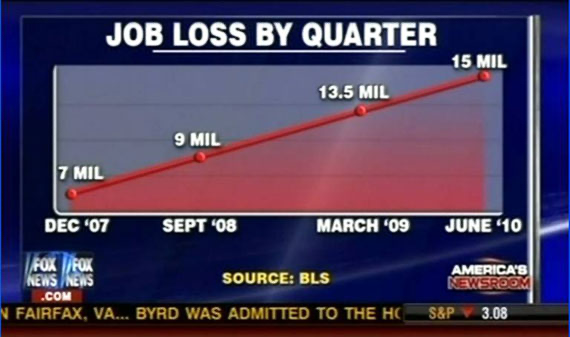 JOB LOSS BY QUARTER
15 MIL
13.5 MIL
9 MIL
7 MIL
DEC '07 SEPT '08 MARCH '09 JUNE '10
FOX NEWS FOX NEWS
.COM
SOURCE: BLS
AMERICA'S
NEWSROOM
N FAIRFAX, VA... BYRD WAS ADMITTED TO THE HO S&P 3.08